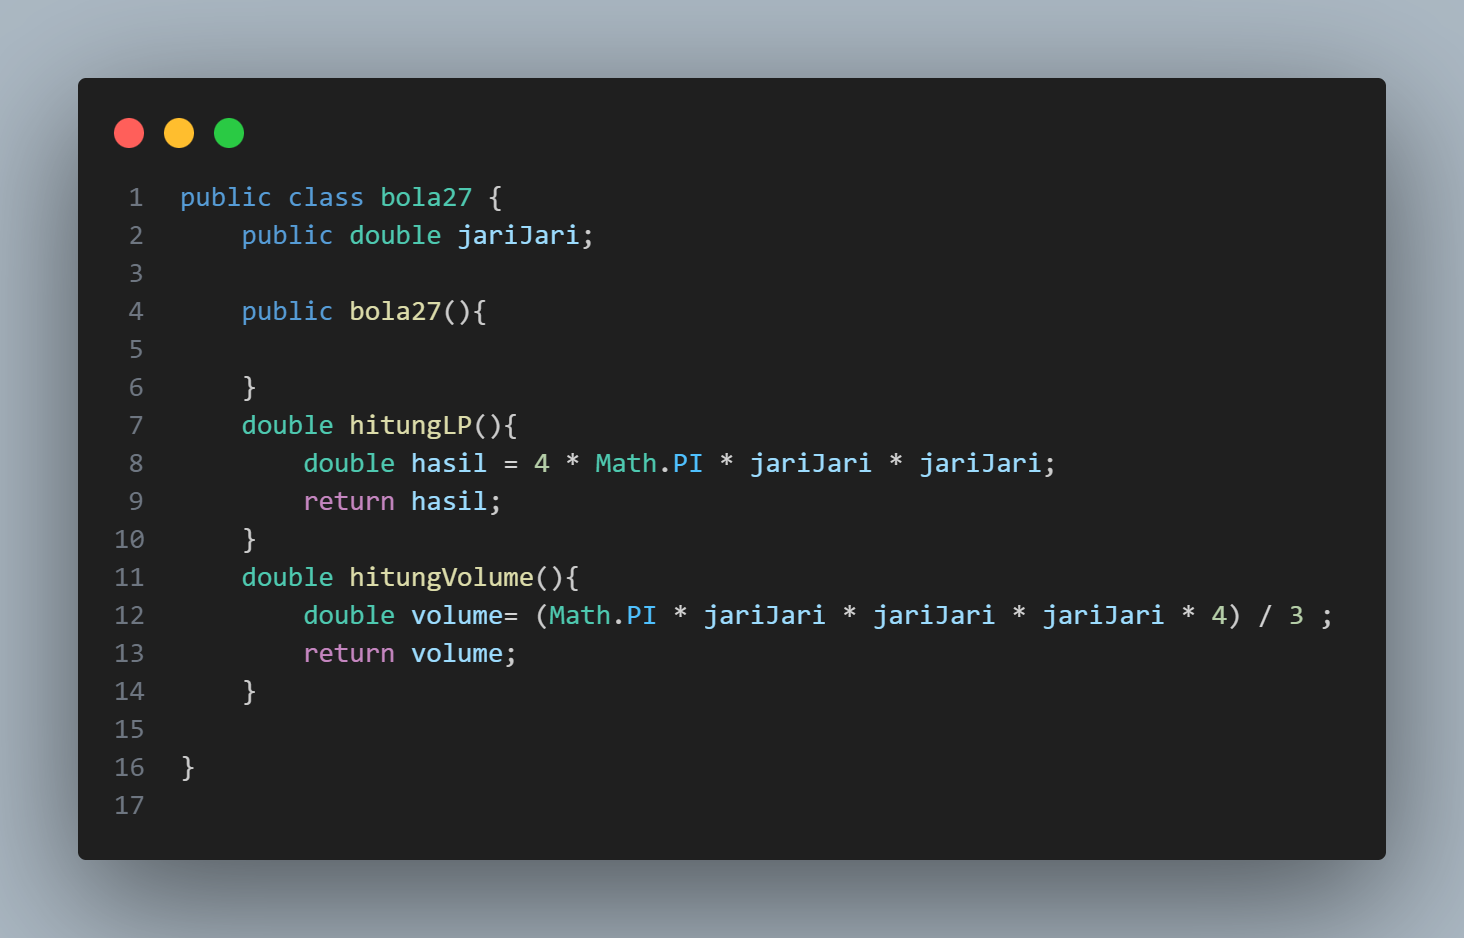 1 public class bola27 {
2     public double jariJari;
3
4     public bola27(){
5
6     }
7     double hitungLP(){
8         double hasil = 4 * Math.PI * jariJari * jariJari;
9         return hasil;
10     }
11     double hitungVolume(){
12         double volume= (Math.PI * jariJari * jariJari * jariJari * 4) / 3 ;
13         return volume;
14     }
15
16 }
17